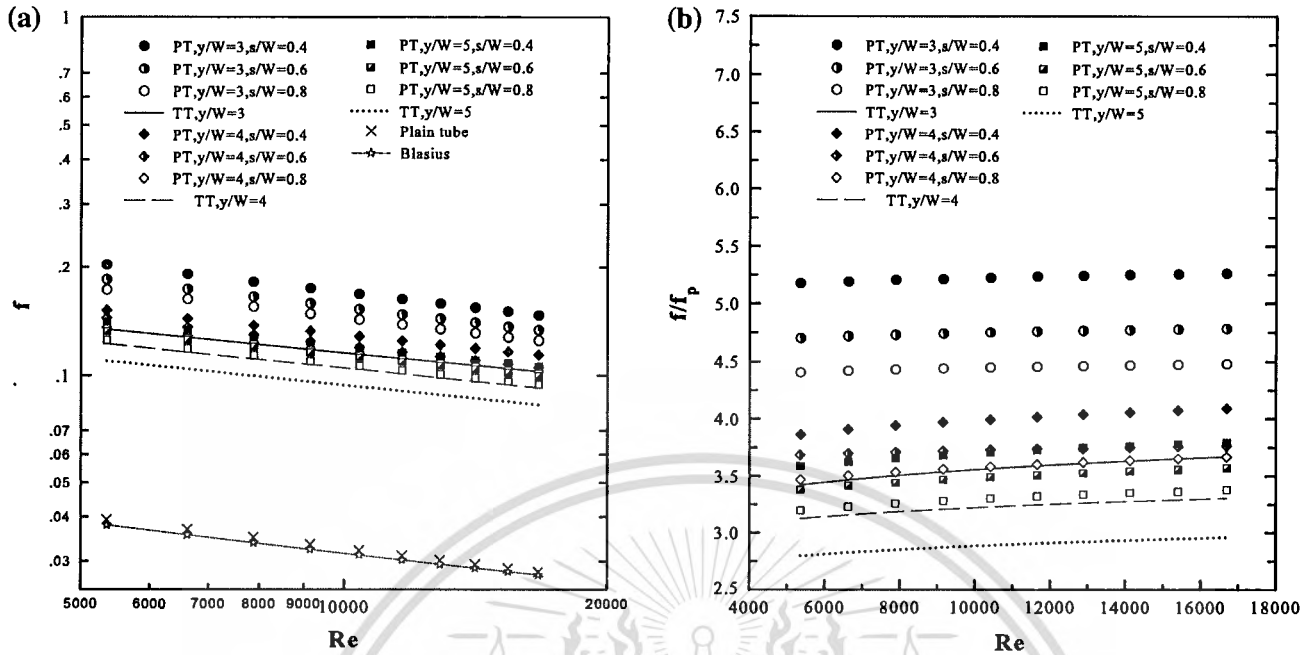 (a)
1
.7
.6
.5
.4
.3
.2
.1
.07
.06
.05
.04
.03
f
5000
6000
7000
8000
9000
10000
20000
Re
PT,y/W=3,s/W=0.4
PT,y/W=3,s/W=0.6
PT,y/W=3,s/W=0.8
TT,y/W=3
PT,y/W=4,s/W=0.4
PT,y/W=4,s/W=0.6
PT,y/W=4,s/W=0.8
TT,y/W=4
PT,y/W=5,s/W=0.4
PT,y/W=5,s/W=0.6
PT,y/W=5,s/W=0.8
TT,y/W=5
Plain tube
Blasius
(b)
7.5
7.0
6.5
6.0
5.5
5.0
4.5
4.0
3.5
3.0
2.5
f/fp
4000
6000
8000
10000
12000
14000
16000
18000
Re
PT,y/W=3,s/W=0.4
PT,y/W=3,s/W=0.6
PT,y/W=3,s/W=0.8
TT,y/W=3
PT,y/W=4,s/W=0.4
PT,y/W=4,s/W=0.6
PT,y/W=4,s/W=0.8
TT,y/W=4
PT,y/W=5,s/W=0.4
PT,y/W=5,s/W=0.6
PT,y/W=5,s/W=0.8
TT,y/W=5